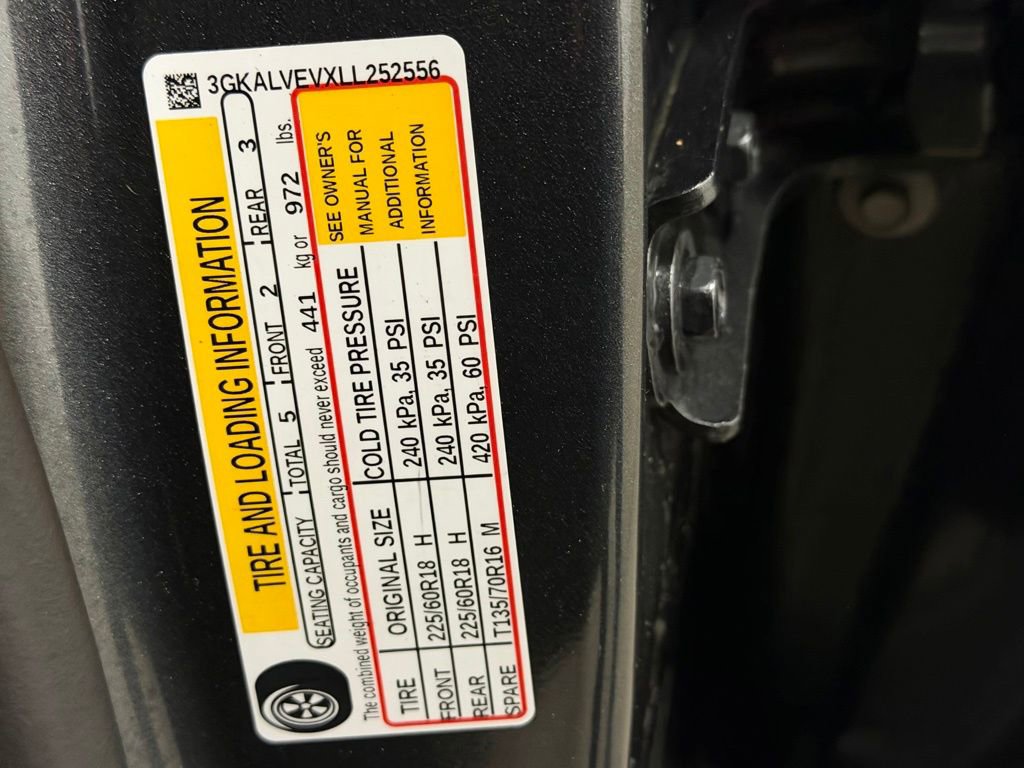 3GKALVEVXLL252556
TIRE AND LOADING INFORMATION
SEATING CAPACITY TOTAL 5 FRONT 2 REAR 3
The combined weight of occupants and cargo should never exceed 441 kg or 972 lbs.
TIRE ORIGINAL SIZE COLD TIRE PRESSURE
FRONT 225/60R18 H 240 kPa, 35 PSI
REAR 225/60R18 H 240 kPa, 35 PSI
SPARE T135/70R16 M 420 kPa, 60 PSI
SEE OWNER'S
MANUAL FOR
ADDITIONAL
INFORMATION